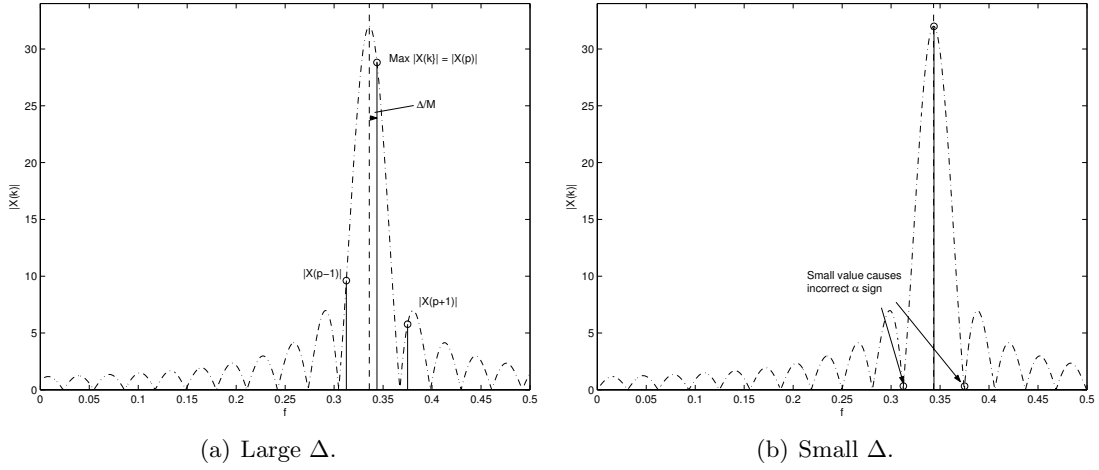 30
25
20
15
10
5
0
|X(k)|
Max |X(k}| = |X(p)|
Δ/M
|X(p−1)|
|X(p+1)|
0 0.05 0.1 0.15 0.2 0.25 0.3 0.35 0.4 0.45 0.5
f
(a) Large Δ.
30
25
20
15
10
5
0
|X(k)|
Small value causes
incorrect α sign
0 0.05 0.1 0.15 0.2 0.25 0.3 0.35 0.4 0.45 0.5
f
(b) Small Δ.